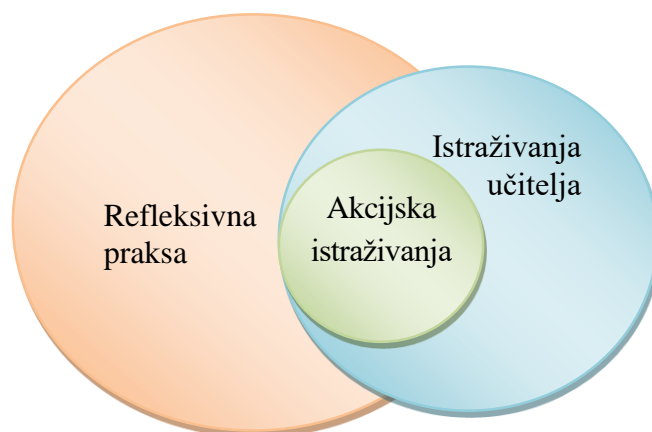 Refleksivna
praksa
Akcijska
istraživanja
Istraživanja
učitelja